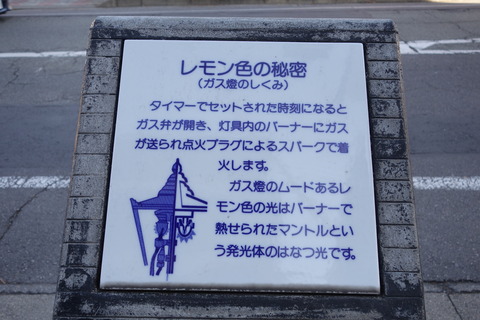 レモン色の秘密
(ガス燈のしくみ)
タイマーでセットされた時刻になると
ガス弁が開き、灯具内のバーナーにガス
が送られ点火プラグによるスパークで着
火します。
ガス燈のムードあるレ
モン色の光はバーナーで
熱せられたマントルとい
う発光体のはなつ光です。